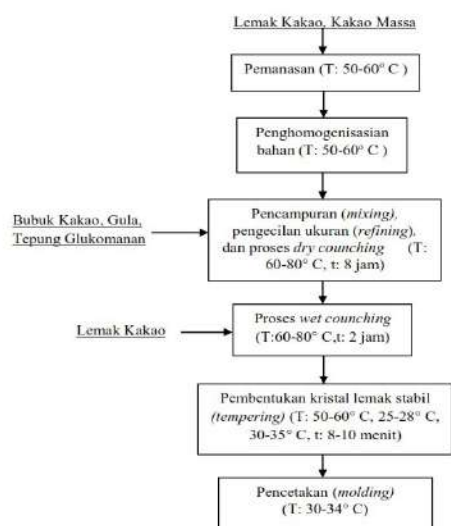 Lemak Kakao, Kakao Massa
Pemanasan (T: 50-60° C )
Penghomogenisasian
bahan (T: 50-60° C )
Bubuk Kakao, Gula,
Tepung Glukomanan
Pencampuran (mixing),
pengecilan ukuran (refining),
dan proses dry counching (T:
60-80° C, t: 8 jam)
Lemak Kakao
Proses wet counching
(T:60-80° C,t: 2 jam)
Pembentukan kristal lemak stabil
(tempering) (T: 50-60° C, 25-28° C,
30-35° C, t: 8-10 menit)
Pencetakan (molding)
(T: 30-34° C)